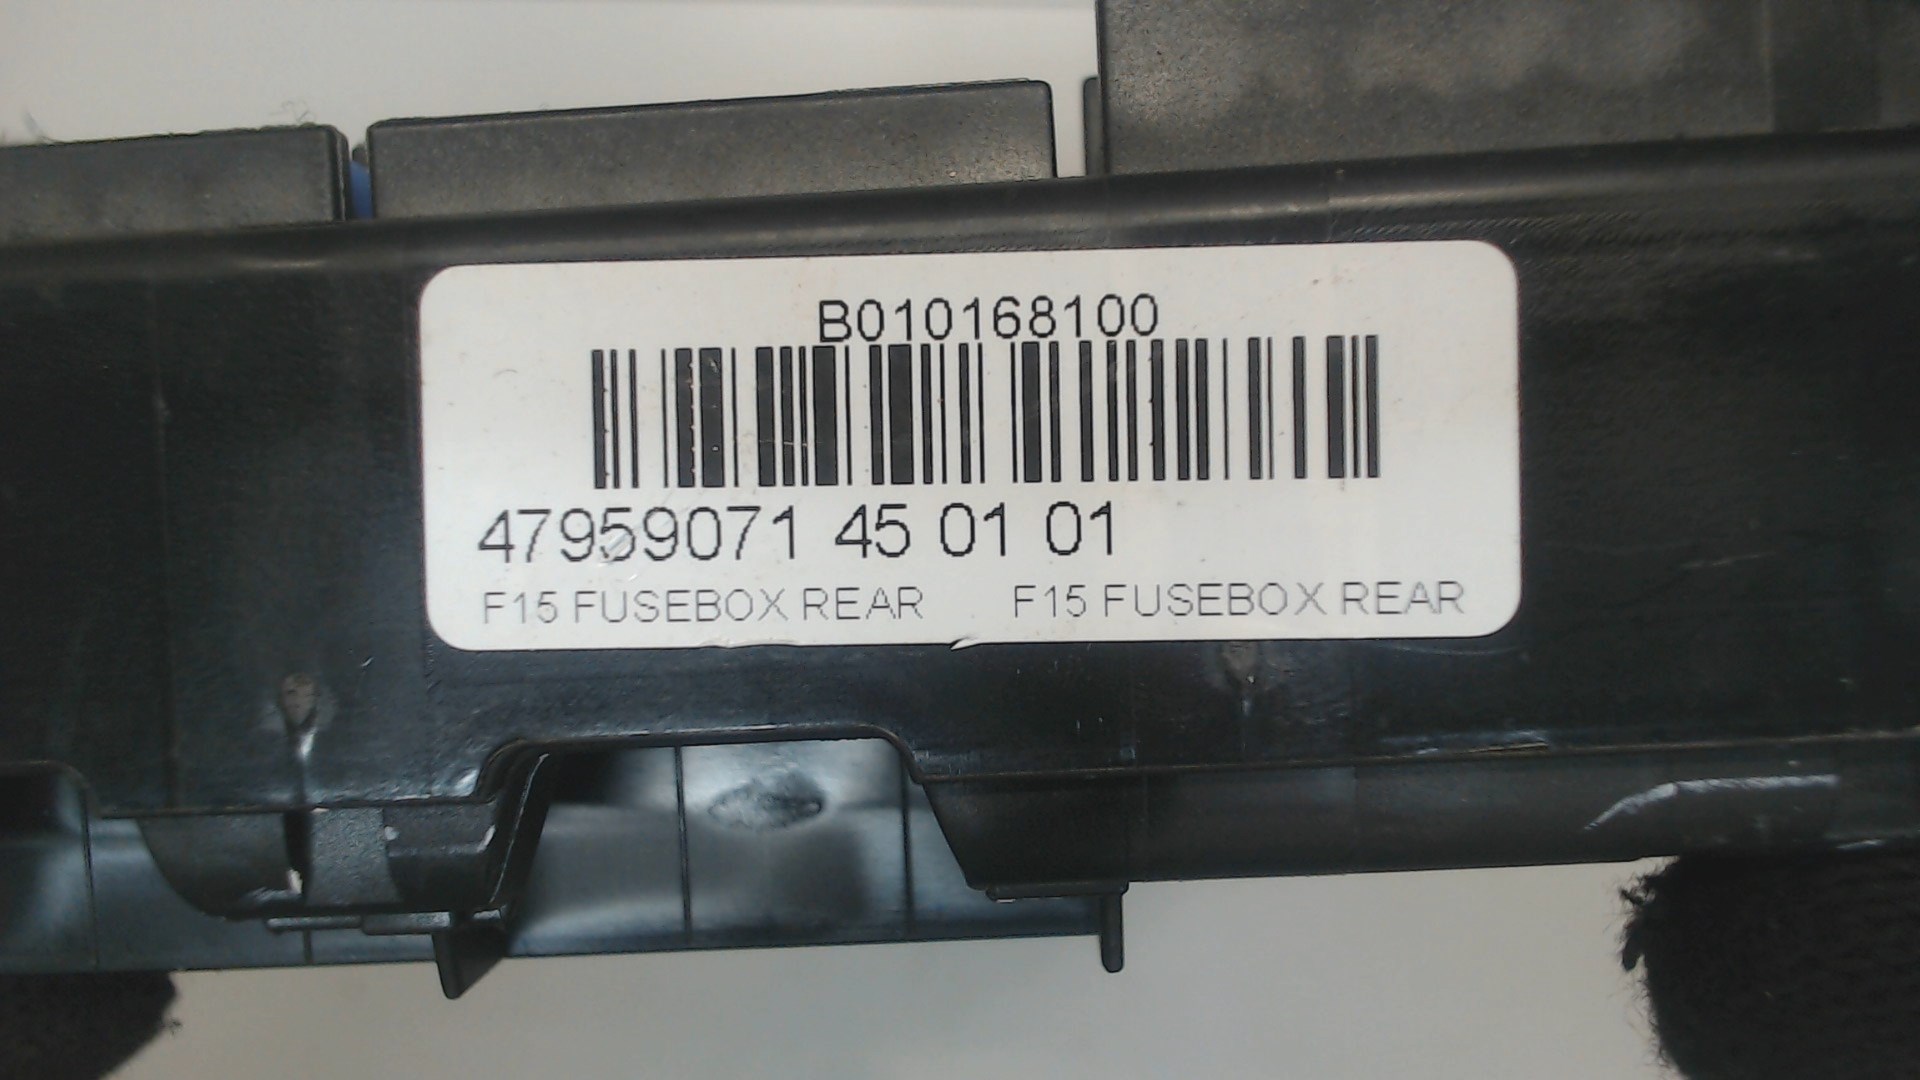 B010168100
47959071 45 01 01
F15 FUSEBOX REAR F15 FUSEBOX REAR